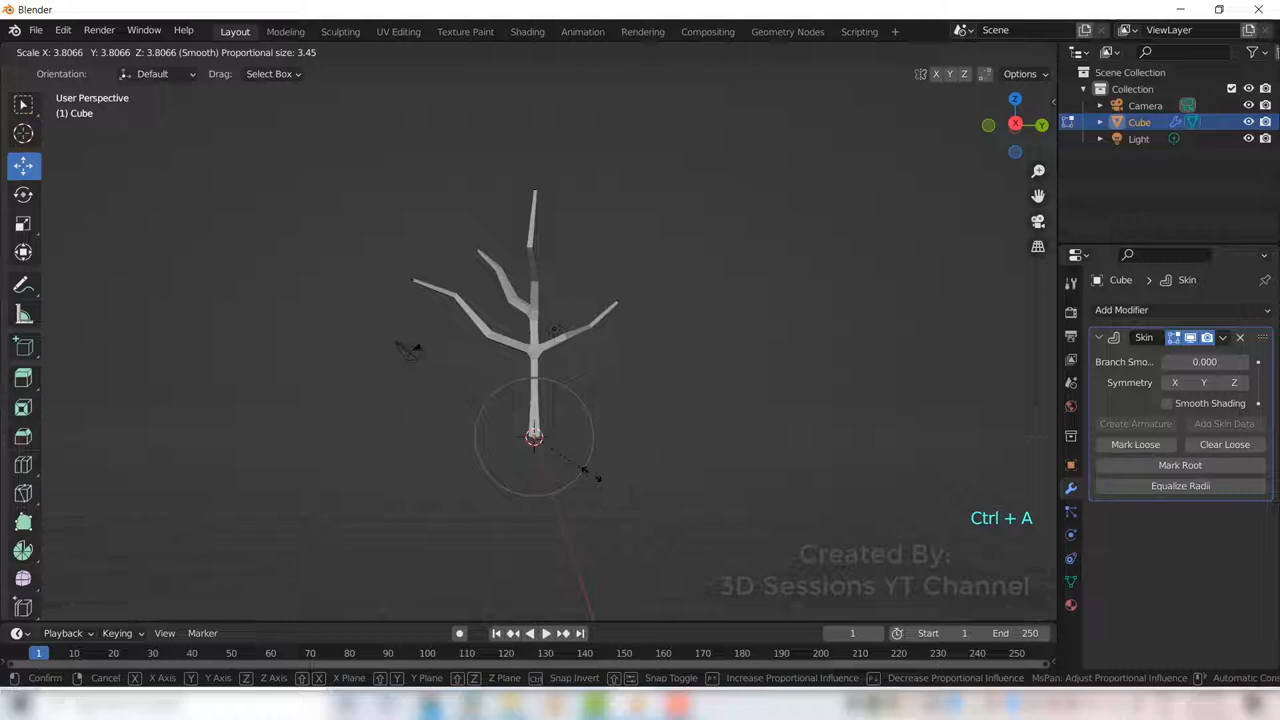 Blender
File Edit Render Window Help Layout Modeling Sculpting UV Editing Texture Paint Shading Animation Rendering Compositing Geometry Nodes Scripting + Scene ViewLayer
Scale X: 3.8066 Y: 3.8066 Z: 3.8066 (Smooth) Proportional size: 3.45
Orientation: Default Drag: Select Box X Y Z Options
User Perspective
(1) Cube
Z
X
Y
Scene Collection
Collection
Camera
Cube
Light
Cube > Skin
Add Modifier
Skin
Branch Smo... 0.000
Symmetry X Y Z
Smooth Shading
Create Armature Add Skin Data
Mark Loose Clear Loose
Mark Root
Equalize Radii
Ctrl + A
Created By:
3D Sessions YT Channel
Playback Keying View Marker 1 Start 1 End 250
1 10 20 30 40 50 60 70 80 90 100 110 120 130 140 150 160 170 180 190 200 210 220 230 240 250
Confirm Cancel X X Axis Y Y Axis Z Z Axis X X Plane Y Y Plane Z Z Plane Ctrl Snap Invert Snap Toggle Increase Proportional Influence Decrease Proportional Influence MsPan: Adjust Proportional Influence Automatic Cons